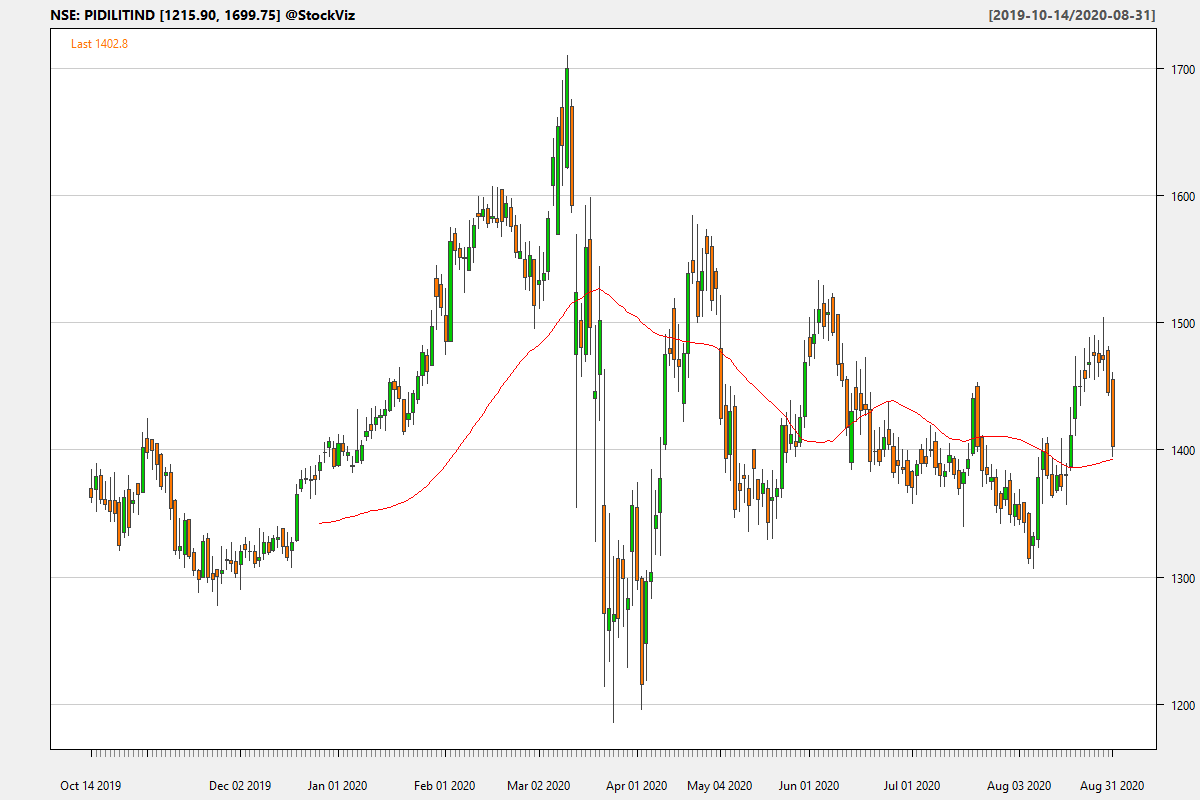 NSE: PIDILITIND [1215.90, 1699.75] @StockViz [2019-10-14/2020-08-31]
Last 1402.8
1700
1600
1500
1400
1300
1200
Oct 14 2019 Dec 02 2019 Jan 01 2020 Feb 01 2020 Mar 02 2020 Apr 01 2020 May 04 2020 Jun 01 2020 Jul 01 2020 Aug 03 2020 Aug 31 2020